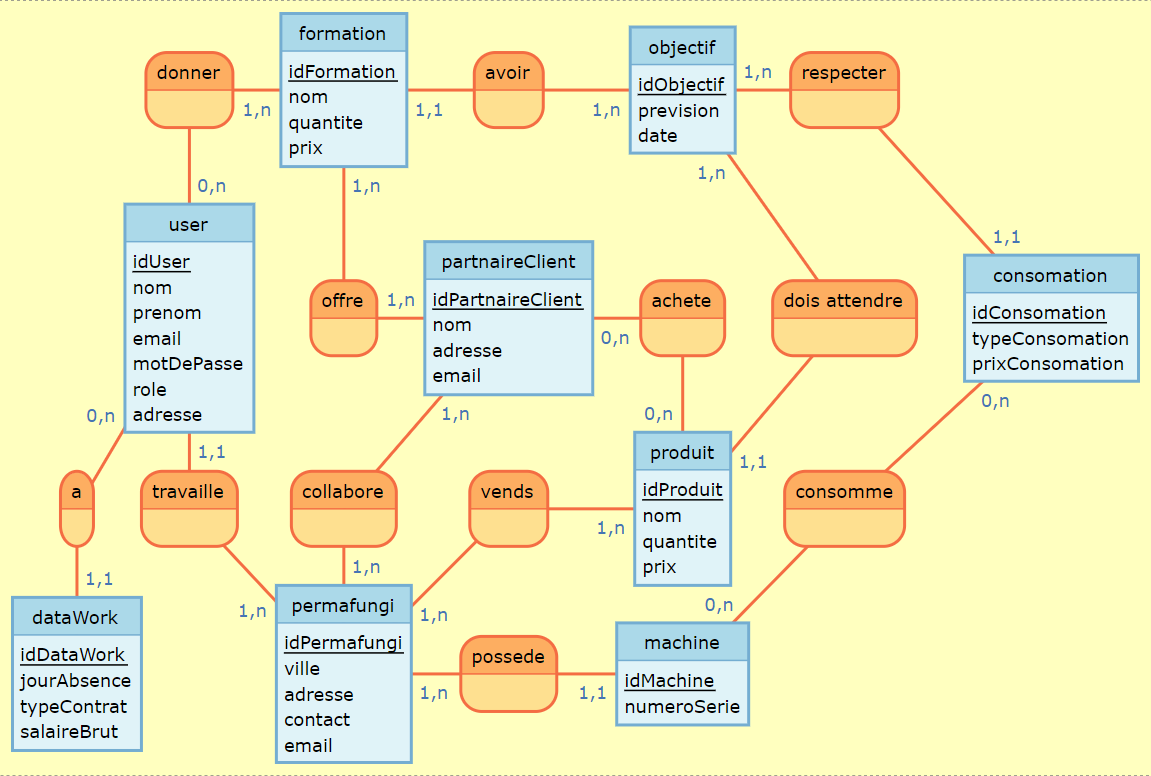 formation
idFormation
nom
quantite
prix
donner
1,n
0,n
avoir
1,1
1,n
objectif
idObjectif
prevision
date
1,n
respecter
1,1
1,n
1,n
user
idUser
nom
prenom
email
motDePasse
role
adresse
offre
1,n
partnaireClient
idPartnaireClient
nom
adresse
email
achete
0,n
0,n
dois attendre
1,1
consomation
idConsomation
typeConsomation
prixConsomation
0,n
0,n
1,1
1,n
a
travaille
collabore
vends
1,n
produit
idProduit
nom
quantite
prix
consomme
0,n
1,1
1,n
1,n
1,n
dataWork
idDataWork
jourAbsence
typeContrat
salaireBrut
permafungi
idPermafungi
ville
adresse
contact
email
possede
1,n
1,1
machine
idMachine
numeroSerie